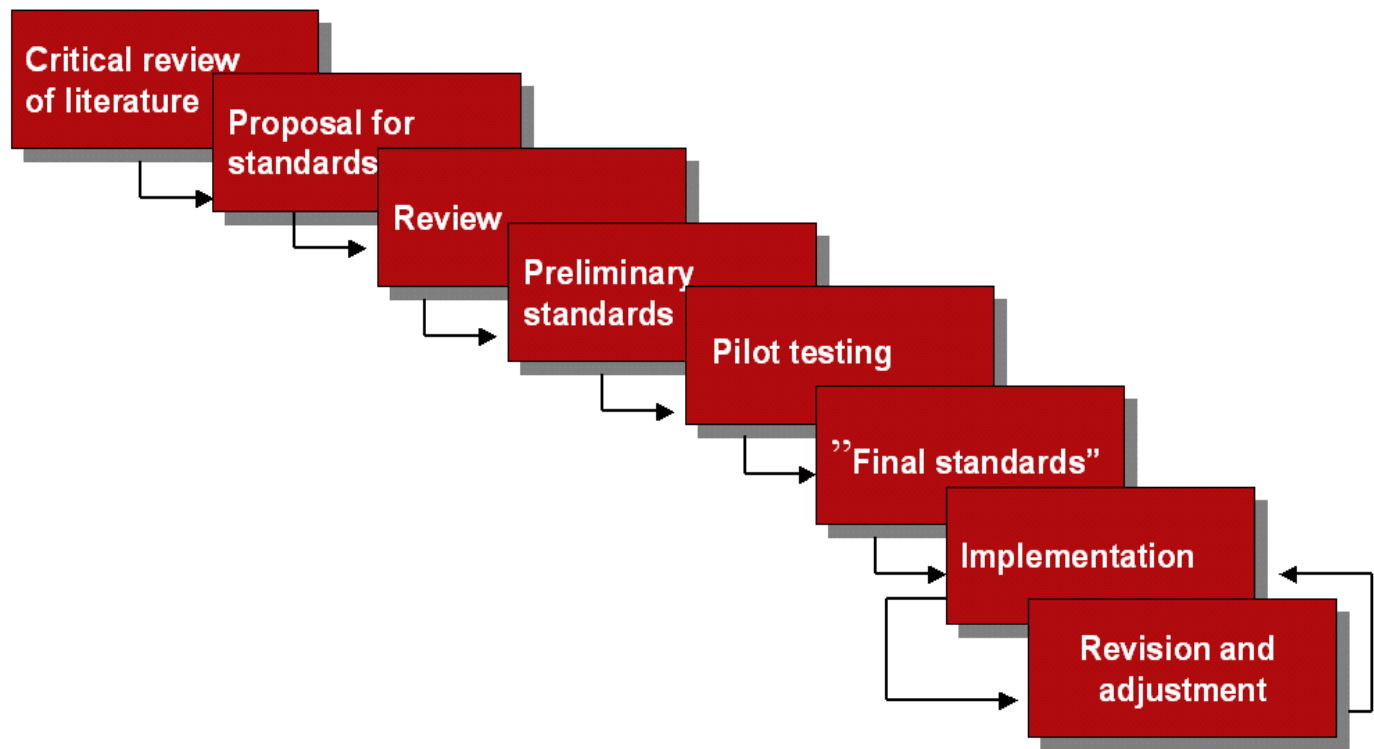 Critical review
of literature
Proposal for
standards
Review
Preliminary
standards
Pilot testing
”Final standards”
Implementation
Revision and
adjustment